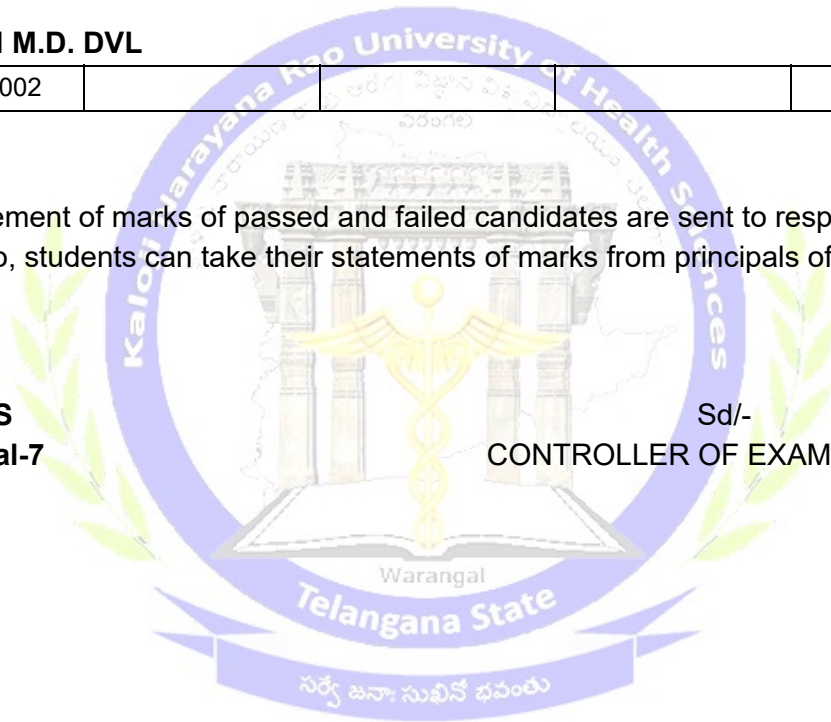 M.D. DVL
002
ement of marks of passed and failed candidates are sent to resp
o, students can take their statements of marks from principals of
S
Sd/-
al-7
CONTROLLER OF EXAM
Kaloji Narayana Rao University of Health Sciences
వరంగల్
Warangal
Telangana State
సర్వే జనాః సుఖినో భవంతు